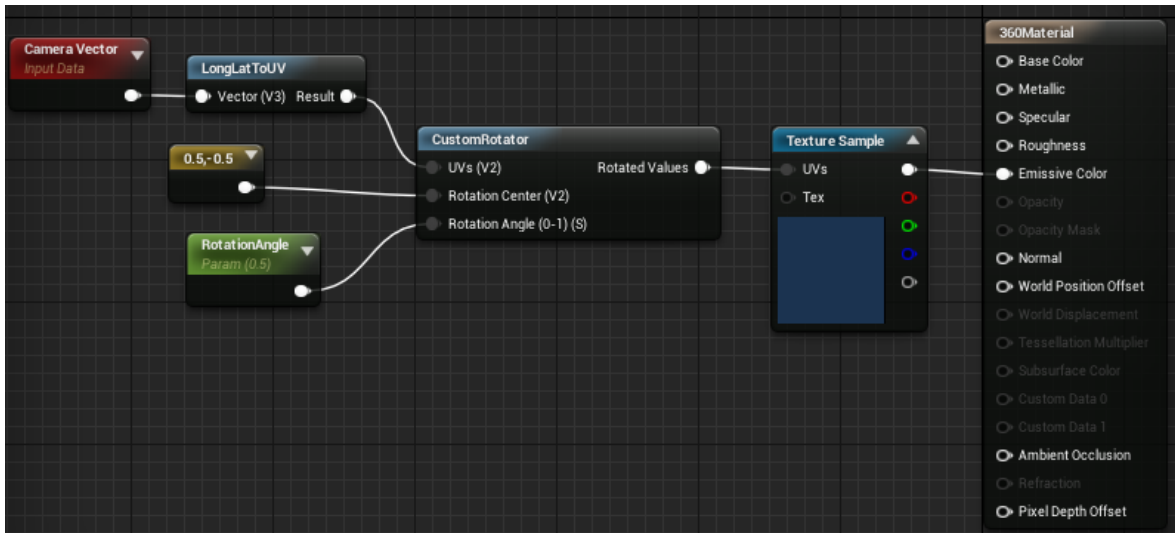 Camera Vector
Input Data
LongLatToUV
Vector (V3) Result
0.5,-0.5
RotationAngle
Param (0.5)
CustomRotator
UVs (V2) Rotated Values
Rotation Center (V2)
Rotation Angle (0-1) (S)
Texture Sample
UVs
Tex
360Material
Base Color
Metallic
Specular
Roughness
Emissive Color
Opacity
Opacity Mask
Normal
World Position Offset
World Displacement
Tessellation Multiplier
Subsurface Color
Custom Data 0
Custom Data 1
Ambient Occlusion
Refraction
Pixel Depth Offset